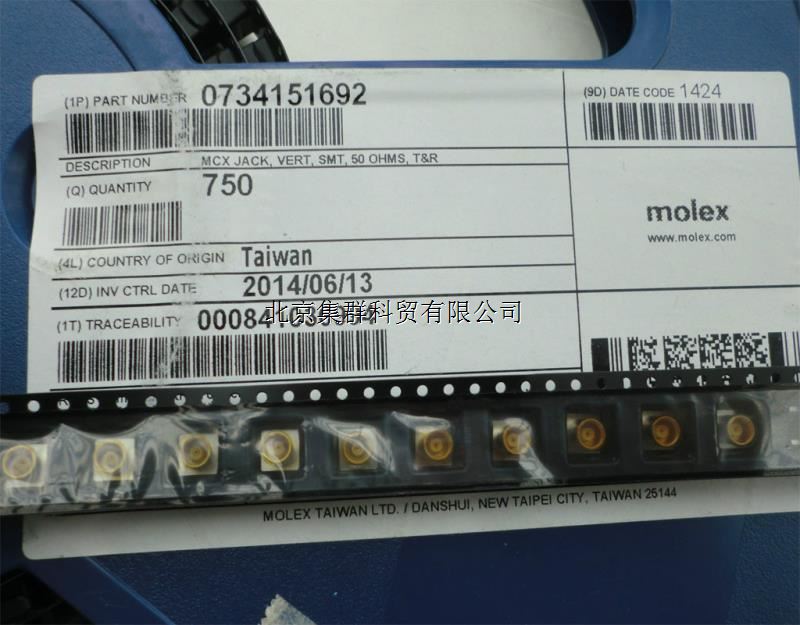 (1P) PART NUMBER 0734151692
(9D) DATE CODE 1424
DESCRIPTION MCX JACK, VERT, SMT, 50 OHMS, T&R
(Q) QUANTITY 750
molex
www.molex.com
(4L) COUNTRY OF ORIGIN Taiwan
(12D) INV CTRL DATE 2014/06/13
北京集群科贸有限公司
(1T) TRACEABILITY
MOLEX TAIWAN LTD. / DANSHUI, NEW TAIPEI CITY, TAIWAN 25144